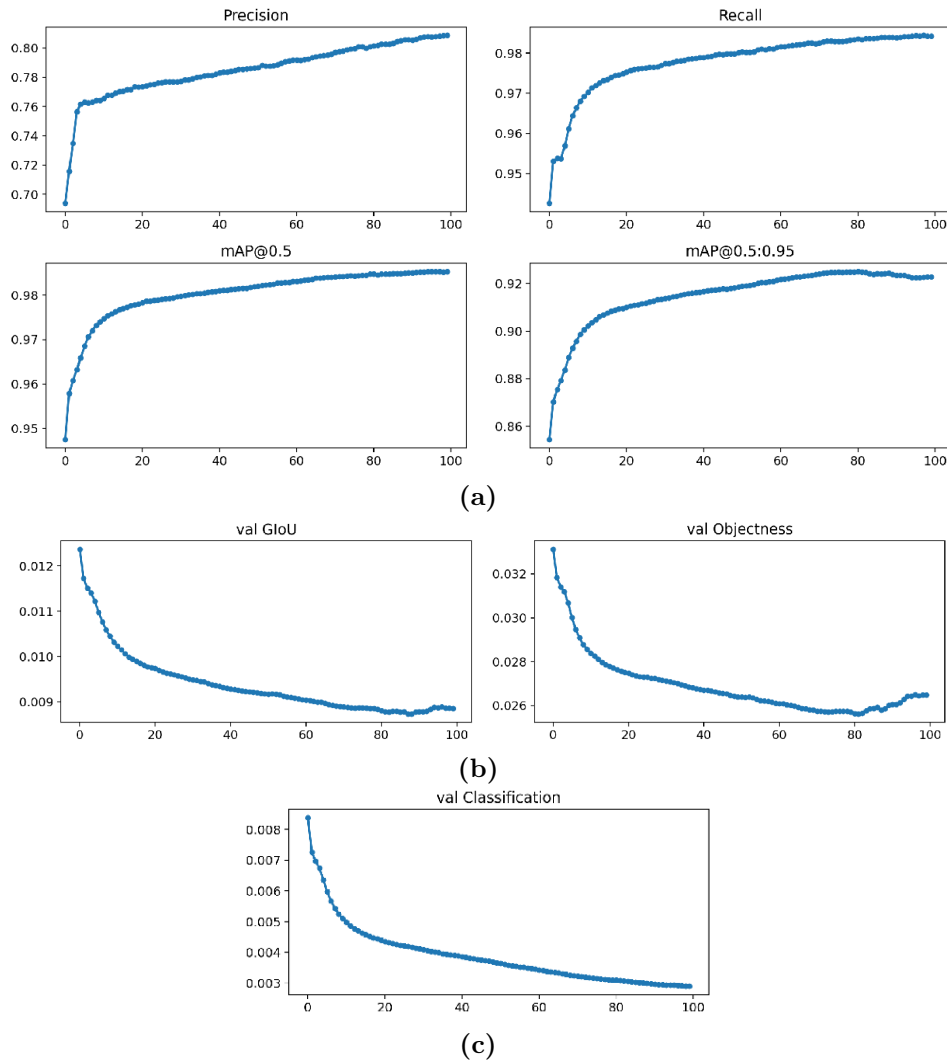 Precision
0.80
0.78
0.76
0.74
0.72
0.70
0 20 40 60 80 100
Recall
0.98
0.97
0.96
0.95
0 20 40 60 80 100
mAP@0.5
0.98
0.97
0.96
0.95
0 20 40 60 80 100
mAP@0.5:0.95
0.92
0.90
0.88
0.86
0 20 40 60 80 100
(a)
val GIoU
0.012
0.011
0.010
0.009
0 20 40 60 80 100
val Objectness
0.032
0.030
0.028
0.026
0 20 40 60 80 100
(b)
val Classification
0.008
0.007
0.006
0.005
0.004
0.003
0 20 40 60 80 100
(c)